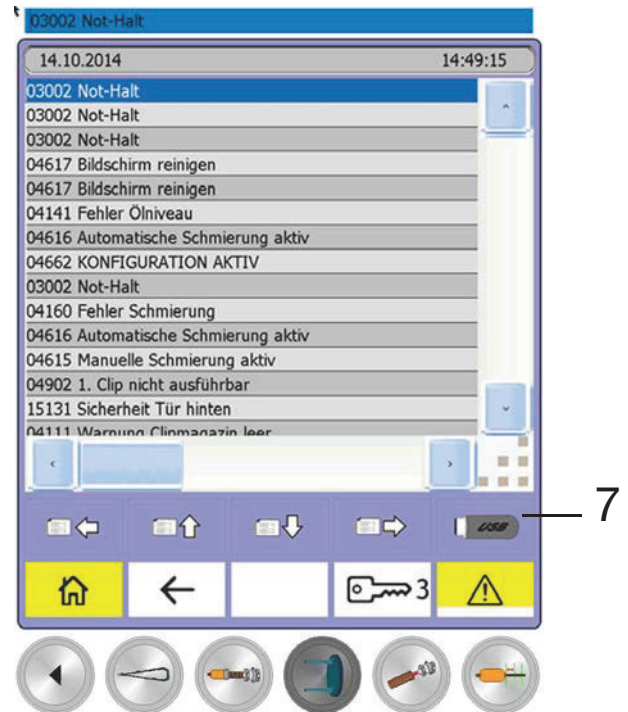 03002 Not-Halt
14.10.2014 14:49:15
03002 Not-Halt
03002 Not-Halt
03002 Not-Halt
04617 Bildschirm reinigen
04617 Bildschirm reinigen
04141 Fehler Ölniveau
04616 Automatische Schmierung aktiv
04662 KONFIGURATION AKTIV
03002 Not-Halt
04160 Fehler Schmierung
04616 Automatische Schmierung aktiv
04615 Manuelle Schmierung aktiv
04902 1. Clip nicht ausführbar
15131 Sicherheit Tür hinten
04111 Warnung Clipmagazin leer
USB 7
3